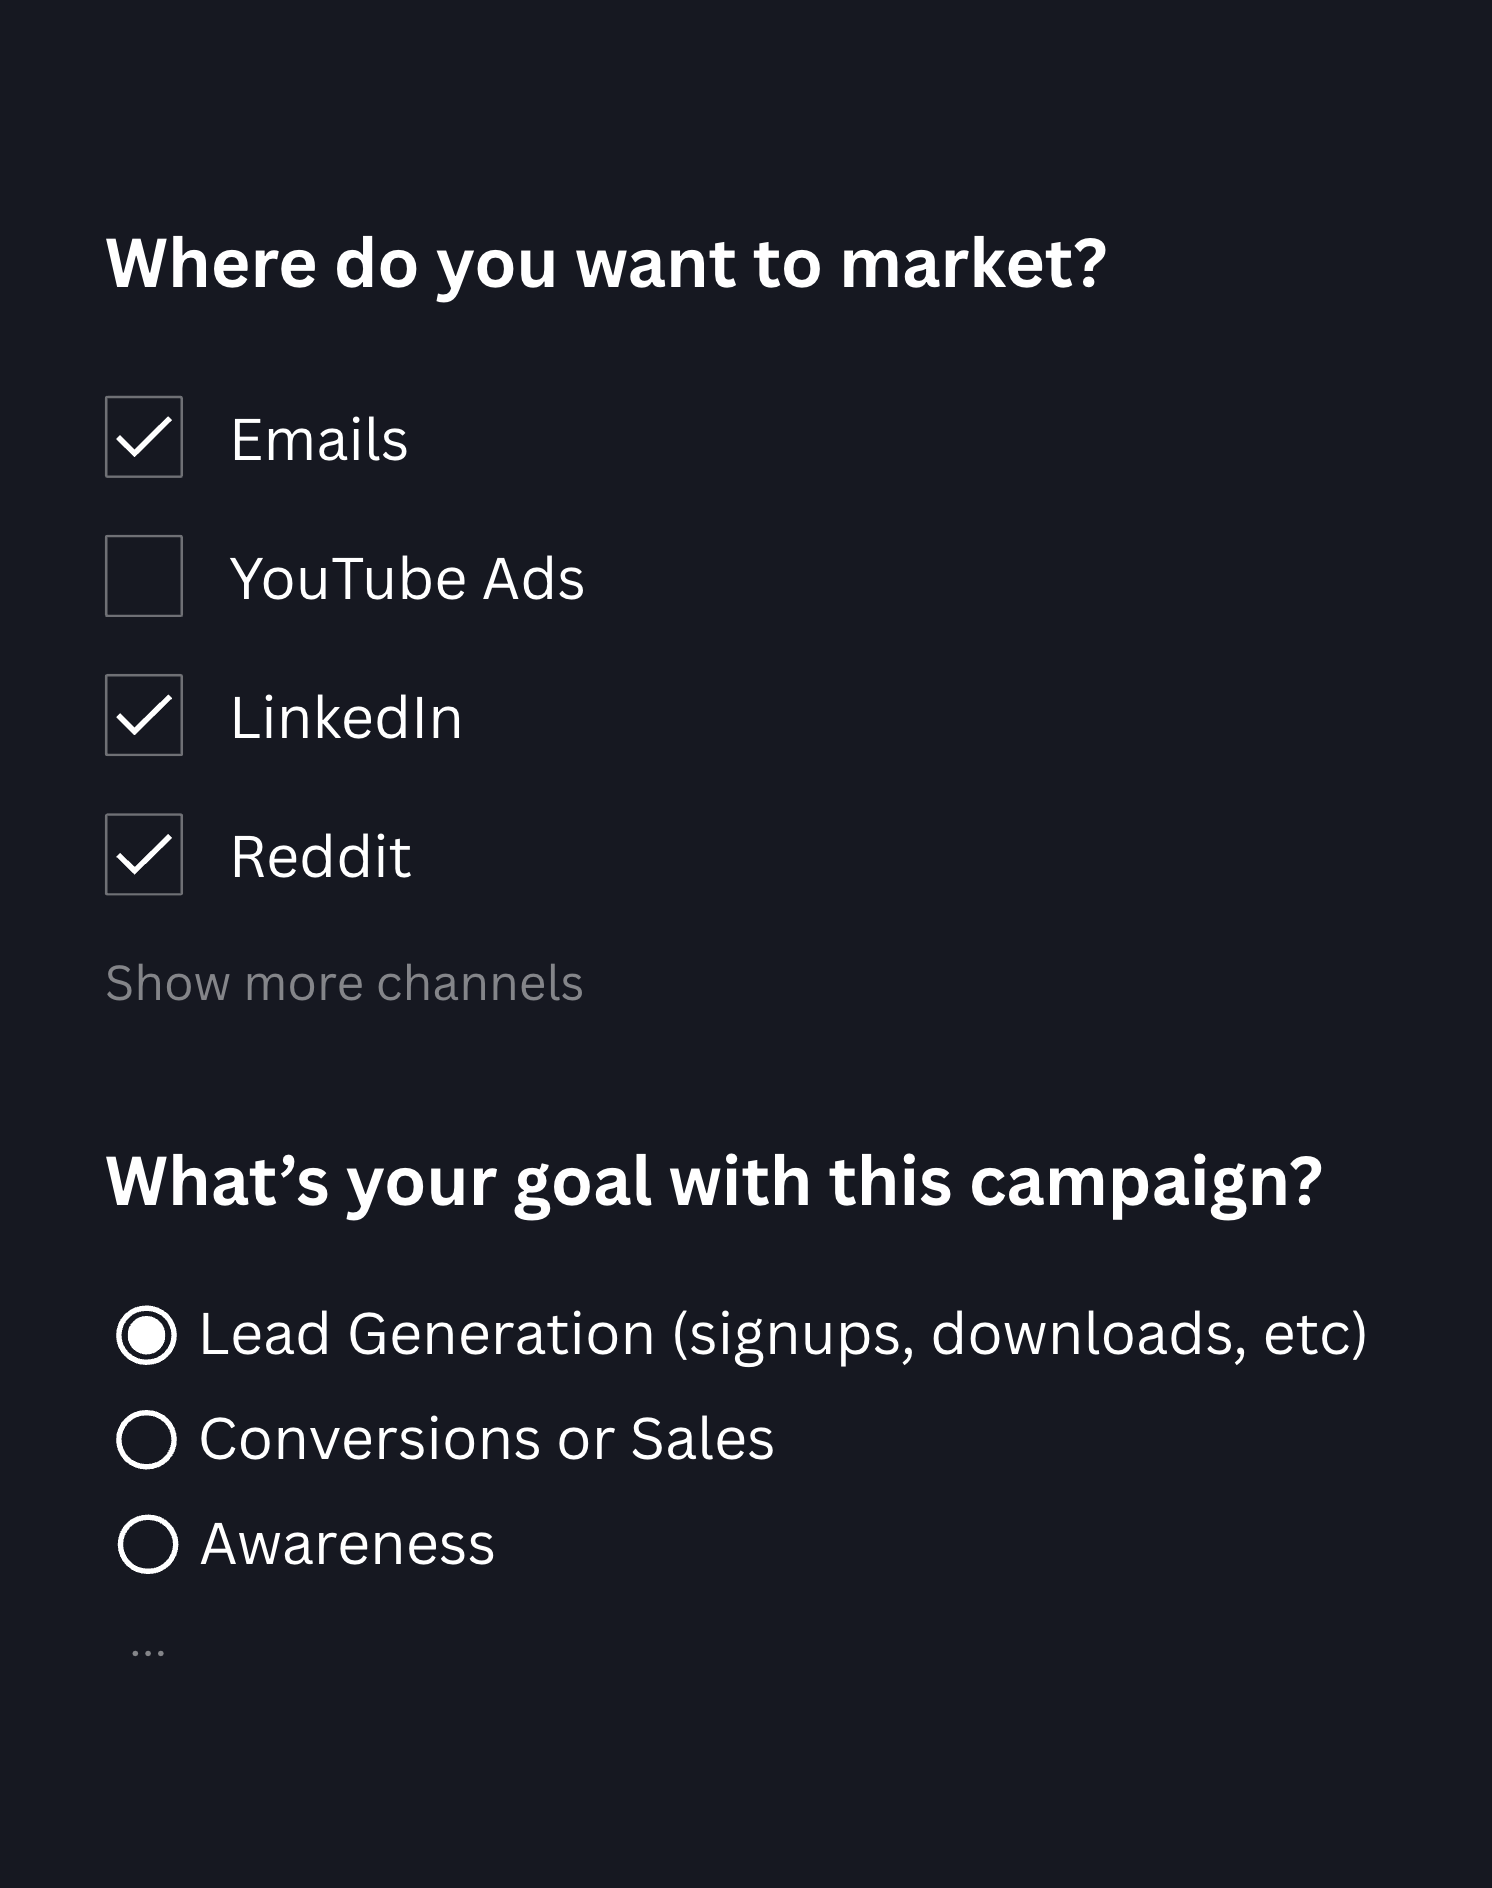 Where do you want to market?
Emails
YouTube Ads
LinkedIn
Reddit
Show more channels
What’s your goal with this campaign?
Lead Generation (signups, downloads, etc)
Conversions or Sales
Awareness
...